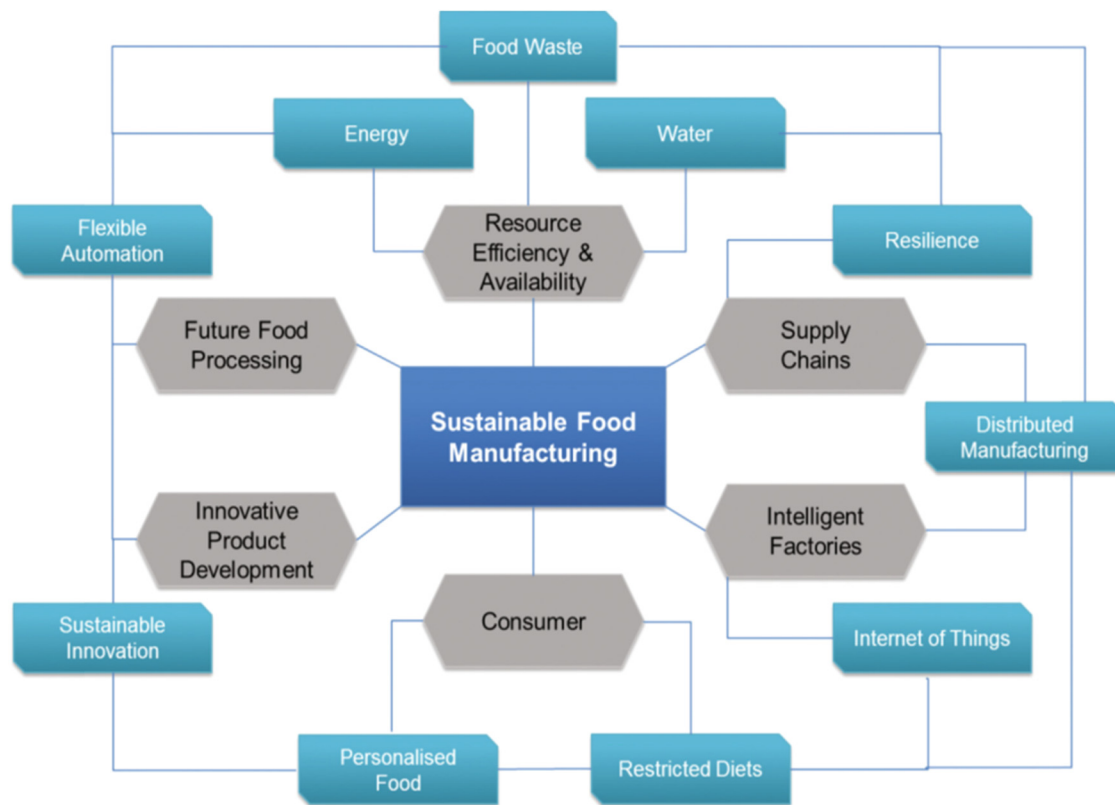 Food Waste
Energy
Water
Flexible
Automation
Resource
Efficiency &
Availability
Resilience
Future Food
Processing
Supply
Chains
Sustainable Food
Manufacturing
Distributed
Manufacturing
Innovative
Product
Development
Intelligent
Factories
Consumer
Sustainable
Innovation
Internet of Things
Personalised
Food
Restricted Diets